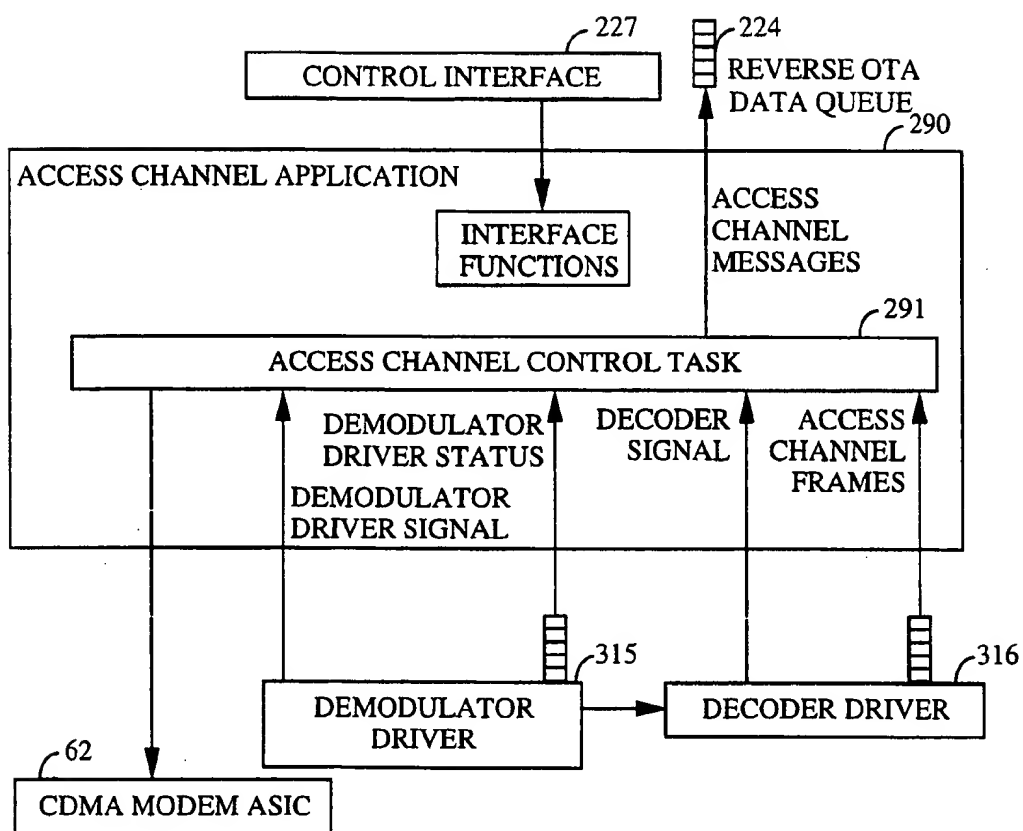 227
CONTROL INTERFACE
224
REVERSE OTA
DATA QUEUE
290
ACCESS CHANNEL APPLICATION
INTERFACE
FUNCTIONS
ACCESS
CHANNEL
MESSAGES
291
ACCESS CHANNEL CONTROL TASK
DEMODULATOR
DRIVER STATUS
DEMODULATOR
DRIVER SIGNAL
DECODER
SIGNAL
ACCESS
CHANNEL
FRAMES
315
DEMODULATOR
DRIVER
316
DECODER DRIVER
62
CDMA MODEM ASIC